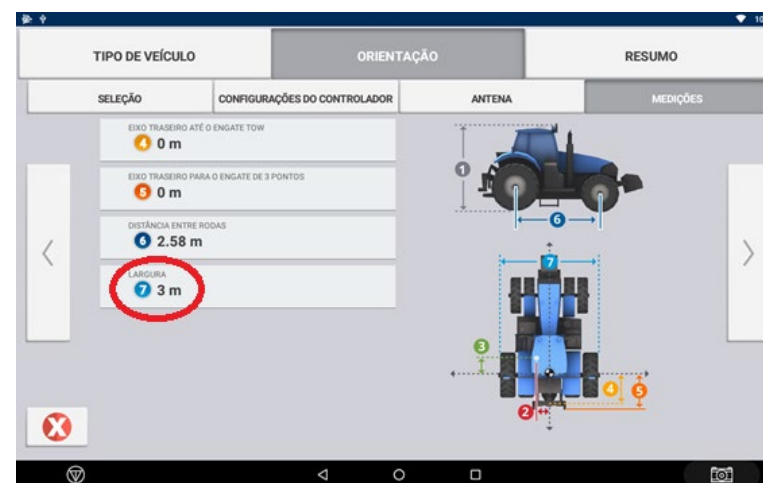 10
TIPO DE VEÍCULO
ORIENTAÇÃO
RESUMO
SELEÇÃO
CONFIGURAÇÕES DO CONTROLADOR
ANTENA
MEDIÇÕES
EIXO TRASEIRO ATÉ O ENGATE TOW
4 0 m
EIXO TRASEIRO PARA O ENGATE DE 3 PONTOS
5 0 m
DISTÂNCIA ENTRE RODAS
6 2.58 m
LARGURA
7 3 m
1
6
7
3
4
5
2